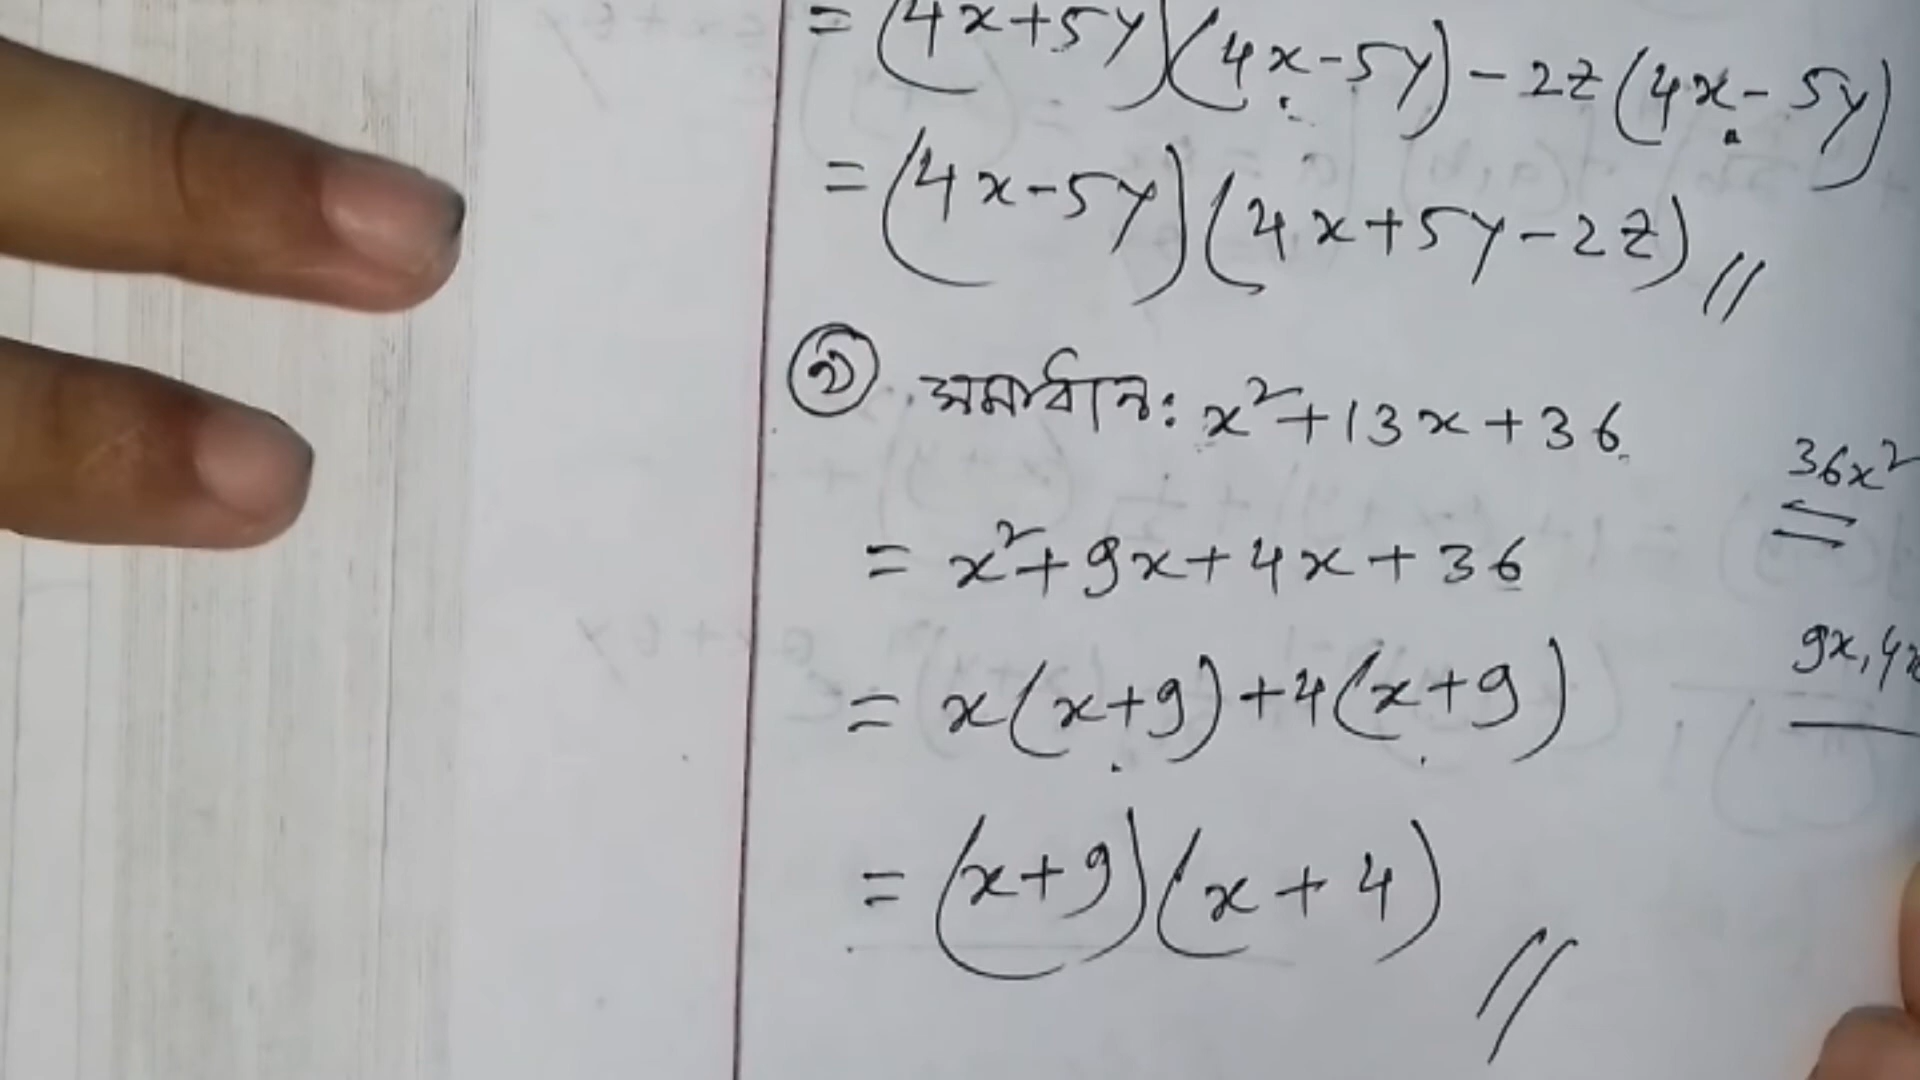 = (4x+5y)(4x-5y) - 2z(4x-5y)
= (4x-5y)(4x+5y-2z) //
সমাধান: x²+13x+36
36x²
= x²+9x+4x+36
= x(x+9)+4(x+9)
9x, 4x
= (x+9)(x+4) //